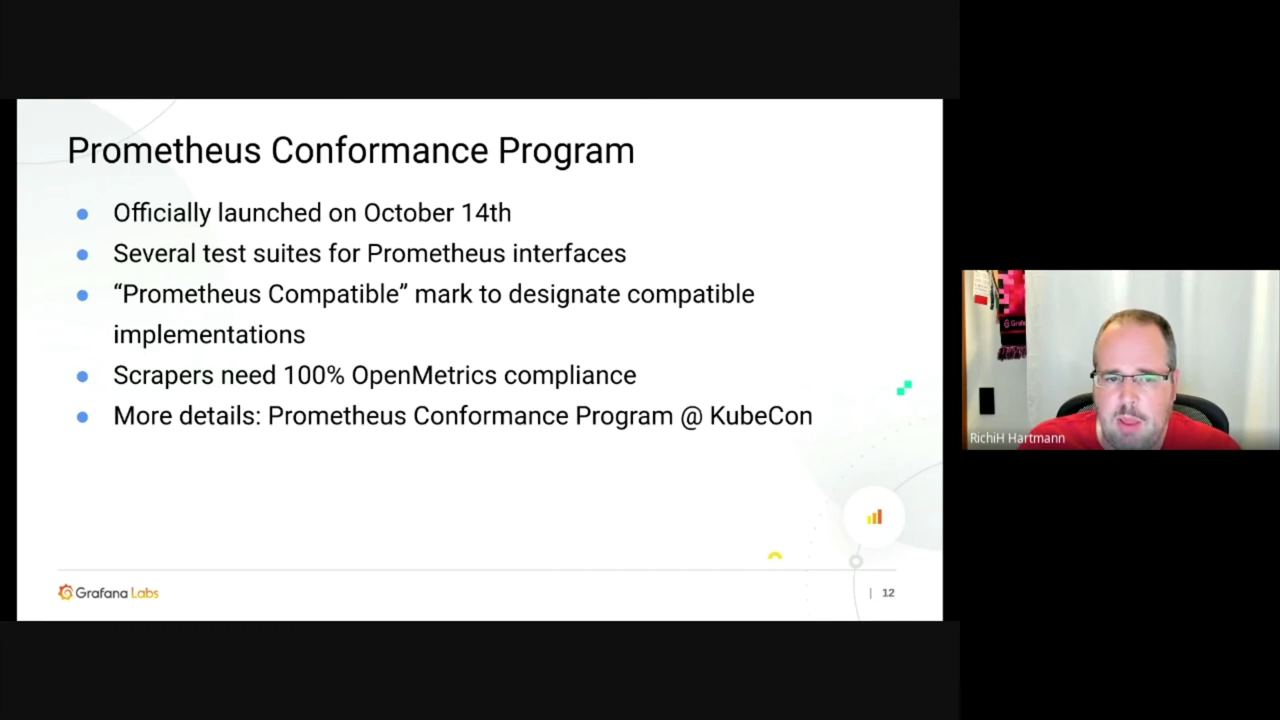 Prometheus Conformance Program
Officially launched on October 14th
Several test suites for Prometheus interfaces
“Prometheus Compatible” mark to designate compatible
implementations
Scrapers need 100% OpenMetrics compliance
More details: Prometheus Conformance Program @ KubeCon
Grafana Labs
| 12
RichiH Hartmann